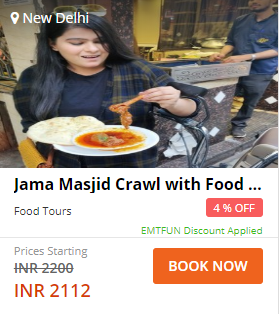 New Delhi
Jama Masjid Crawl with Food ...
Food Tours
4 % OFF
EMTFUN Discount Applied
Prices Starting
INR 2200
INR 2112
BOOK NOW